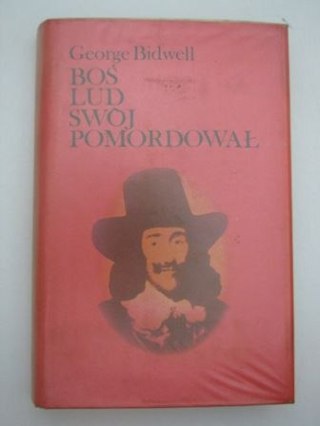 George Bidwell
BOŚ
LUD
SWÓJ
POMORDOWAŁ